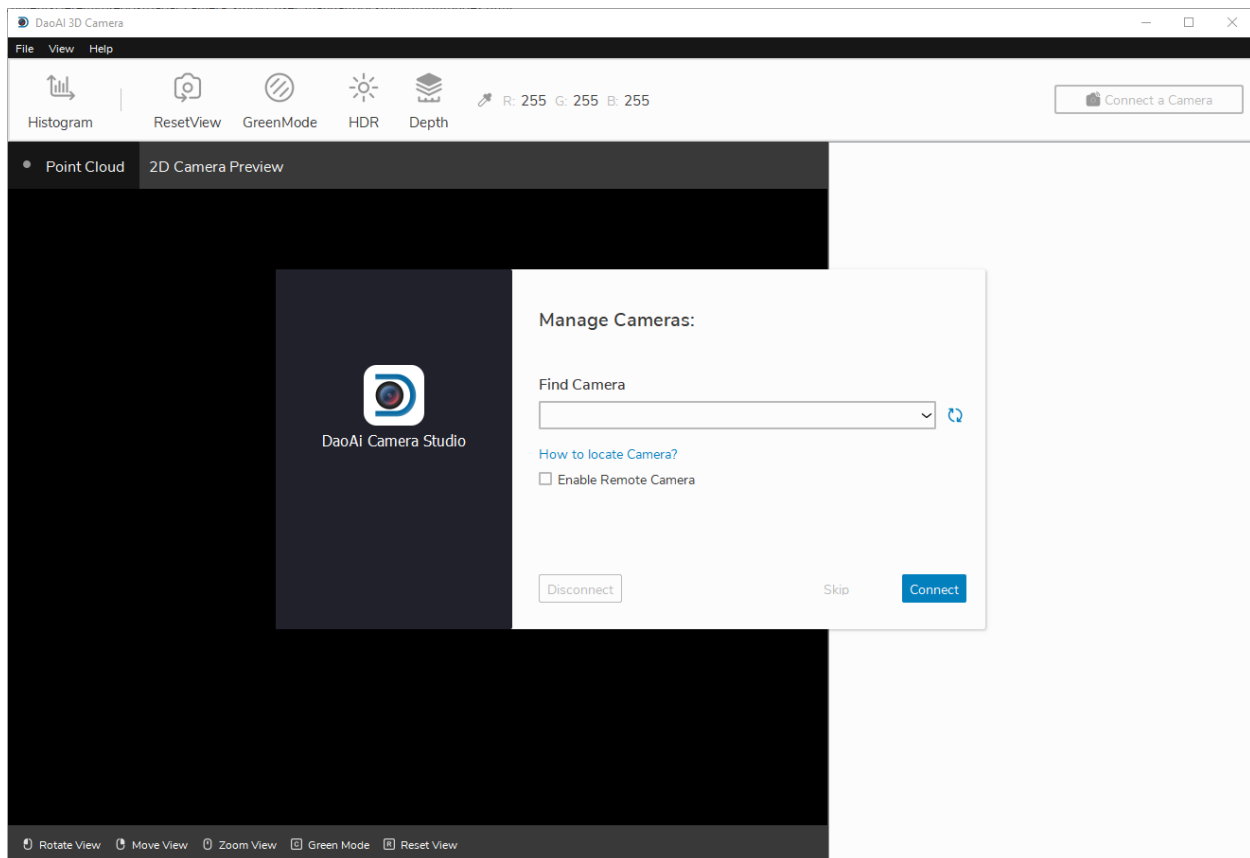 DaoAI 3D Camera
File View Help
Histogram ResetView GreenMode HDR Depth R: 255 G: 255 B: 255 Connect a Camera
Point Cloud 2D Camera Preview
Manage Cameras:
Find Camera
DaoAi Camera Studio
How to locate Camera?
Enable Remote Camera
Disconnect Skip Connect
Rotate View Move View Zoom View C Green Mode R Reset View